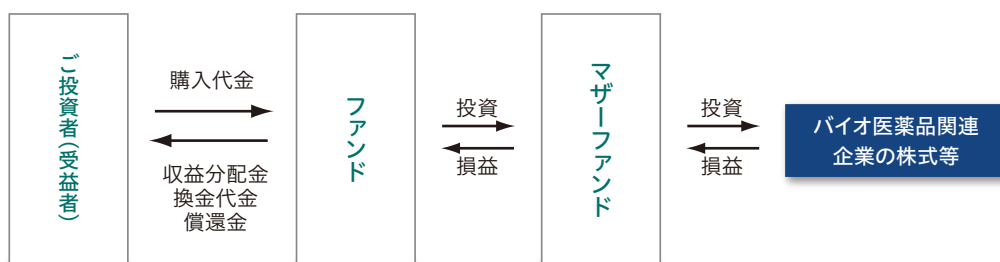 ご投資者(受益者)
購入代金
収益分配金
換金代金
償還金
ファンド
投資
損益
マザーファンド
投資
損益
バイオ医薬品関連
企業の株式等